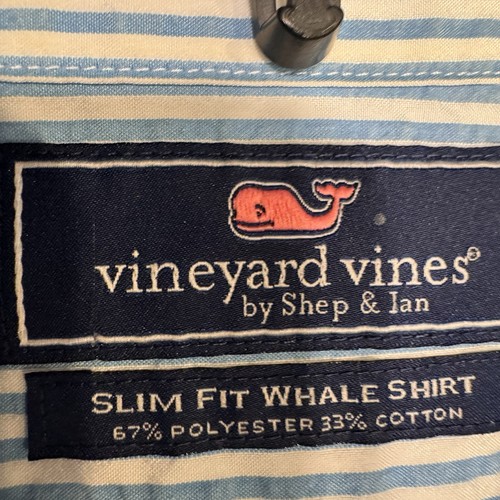 vineyard vines®
by Shep & Ian
SLIM FIT WHALE SHIRT
67% POLYESTER 33% COTTON